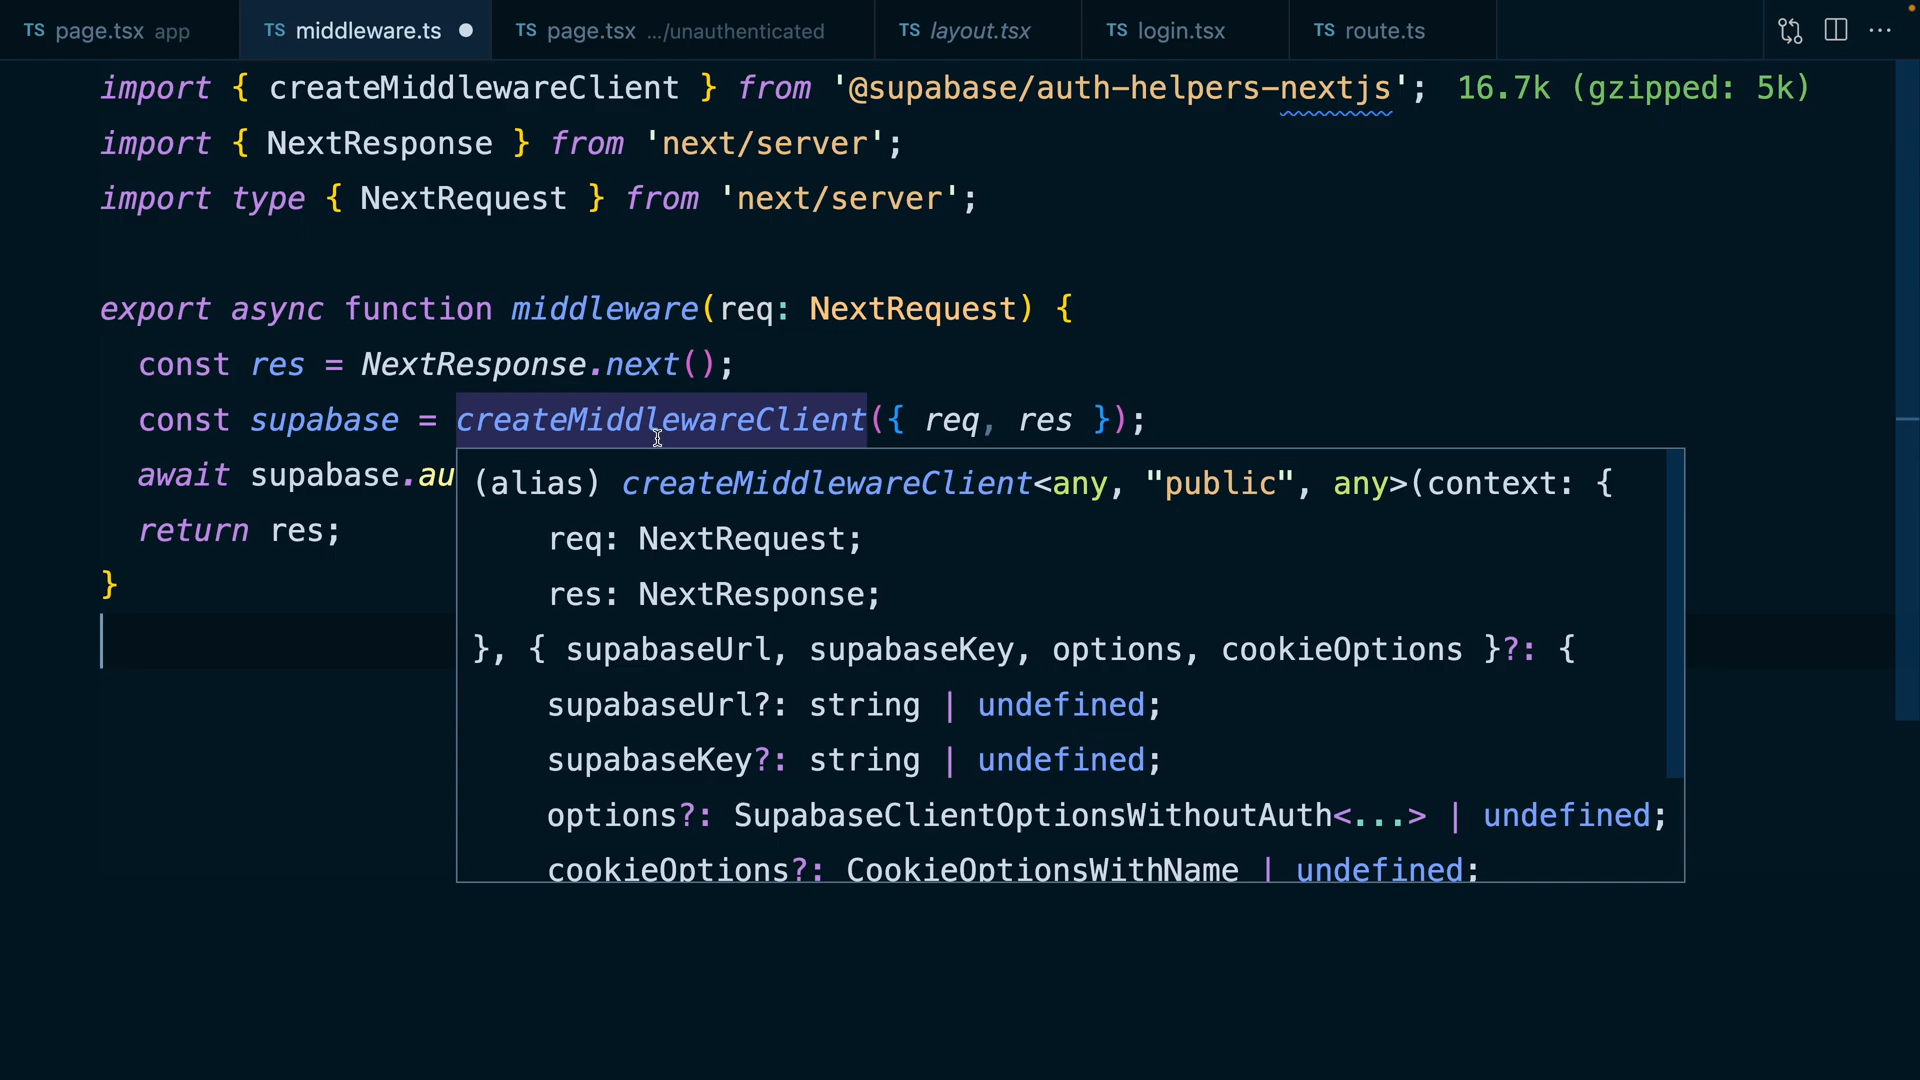 TS page.tsx app TS middleware.ts TS page.tsx .../unauthenticated TS layout.tsx TS login.tsx TS route.ts
import { createMiddlewareClient } from '@supabase/auth-helpers-nextjs'; 16.7k (gzipped: 5k)
import { NextResponse } from 'next/server';
import type { NextRequest } from 'next/server';
export async function middleware(req: NextRequest) {
const res = NextResponse.next();
const supabase = createMiddlewareClient({ req, res });
await supabase.au
return res;
}
(alias) createMiddlewareClient<any, "public", any>(context: {
req: NextRequest;
res: NextResponse;
}, { supabaseUrl, supabaseKey, options, cookieOptions }?: {
supabaseUrl?: string | undefined;
supabaseKey?: string | undefined;
options?: SupabaseClientOptionsWithoutAuth<...> | undefined;
cookieOptions?: CookieOptionsWithName | undefined;